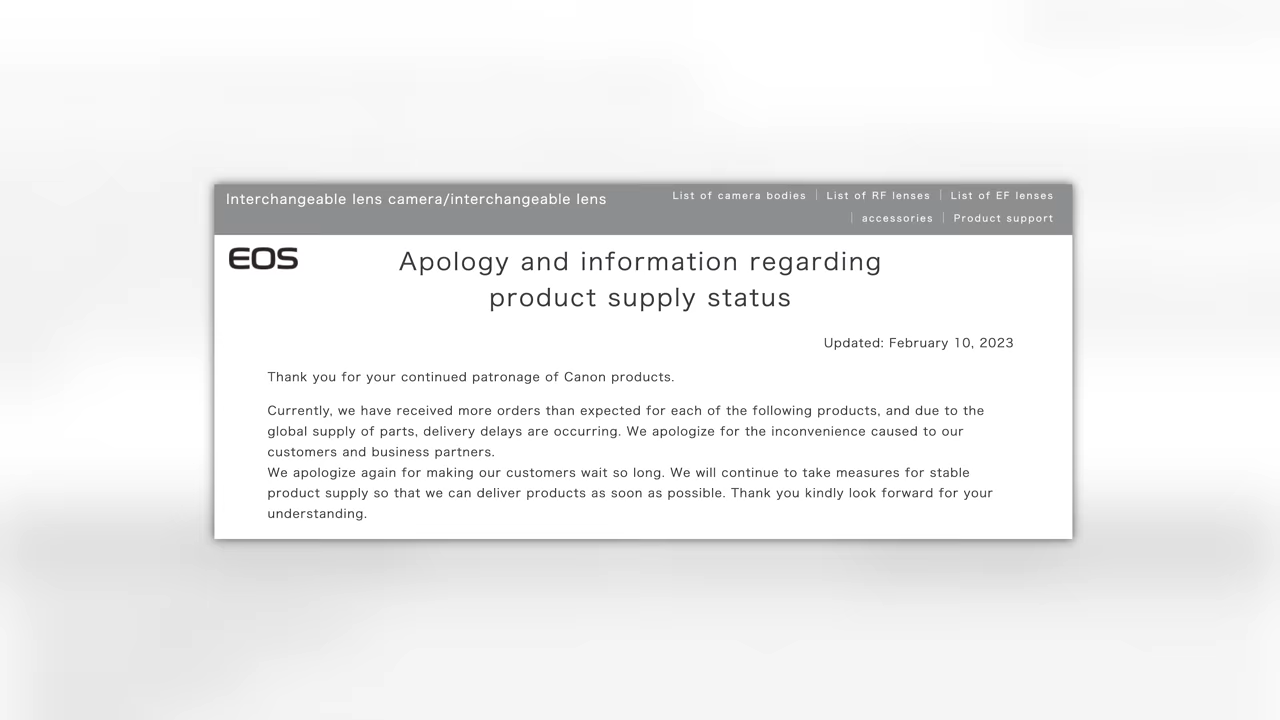 Interchangeable lens camera/interchangeable lens
List of camera bodies | List of RF lenses | List of EF lenses
| accessories | Product support
EOS
Apology and information regarding
product supply status
Updated: February 10, 2023
Thank you for your continued patronage of Canon products.
Currently, we have received more orders than expected for each of the following products, and due to the
global supply of parts, delivery delays are occurring. We apologize for the inconvenience caused to our
customers and business partners.
We apologize again for making our customers wait so long. We will continue to take measures for stable
product supply so that we can deliver products as soon as possible. Thank you kindly look forward for your
understanding.